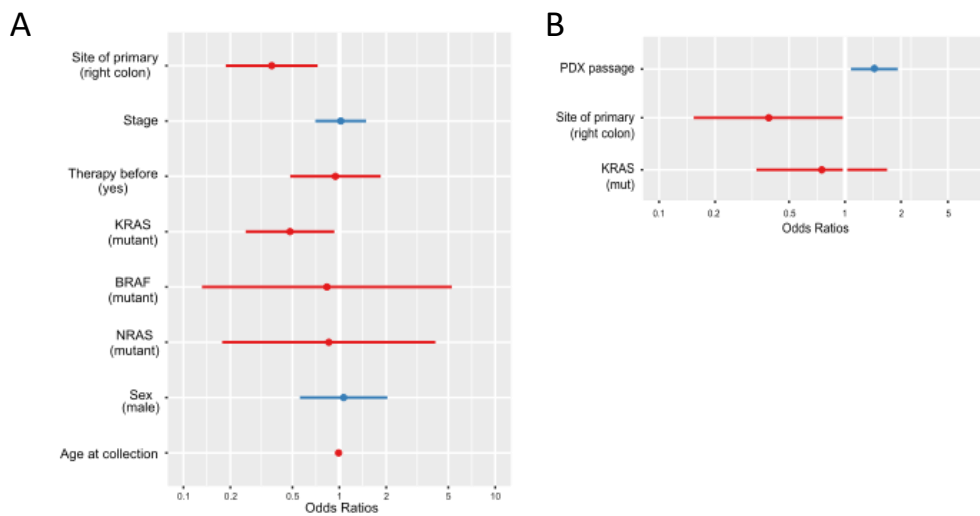 A
Site of primary
(right colon)
Stage
Therapy before
(yes)
KRAS
(mutant)
BRAF
(mutant)
NRAS
(mutant)
Sex
(male)
Age at collection
0.1 0.2 0.5 1 2 5 10
Odds Ratios
B
PDX passage
Site of primary
(right colon)
KRAS
(mut)
0.1 0.2 0.5 1 2 5
Odds Ratios